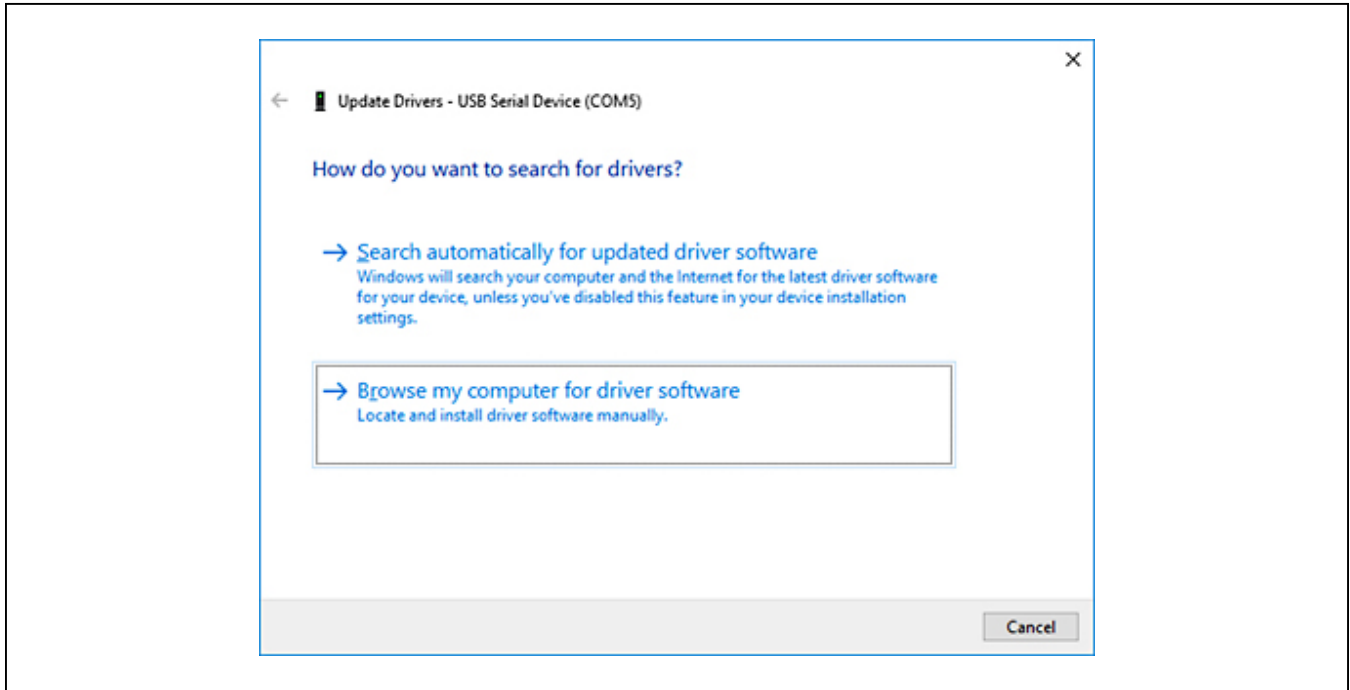 Update Drivers - USB Serial Device (COM5)
How do you want to search for drivers?
Search automatically for updated driver software
Windows will search your computer and the Internet for the latest driver software
for your device, unless you've disabled this feature in your device installation
settings.
Browse my computer for driver software
Locate and install driver software manually.
Cancel